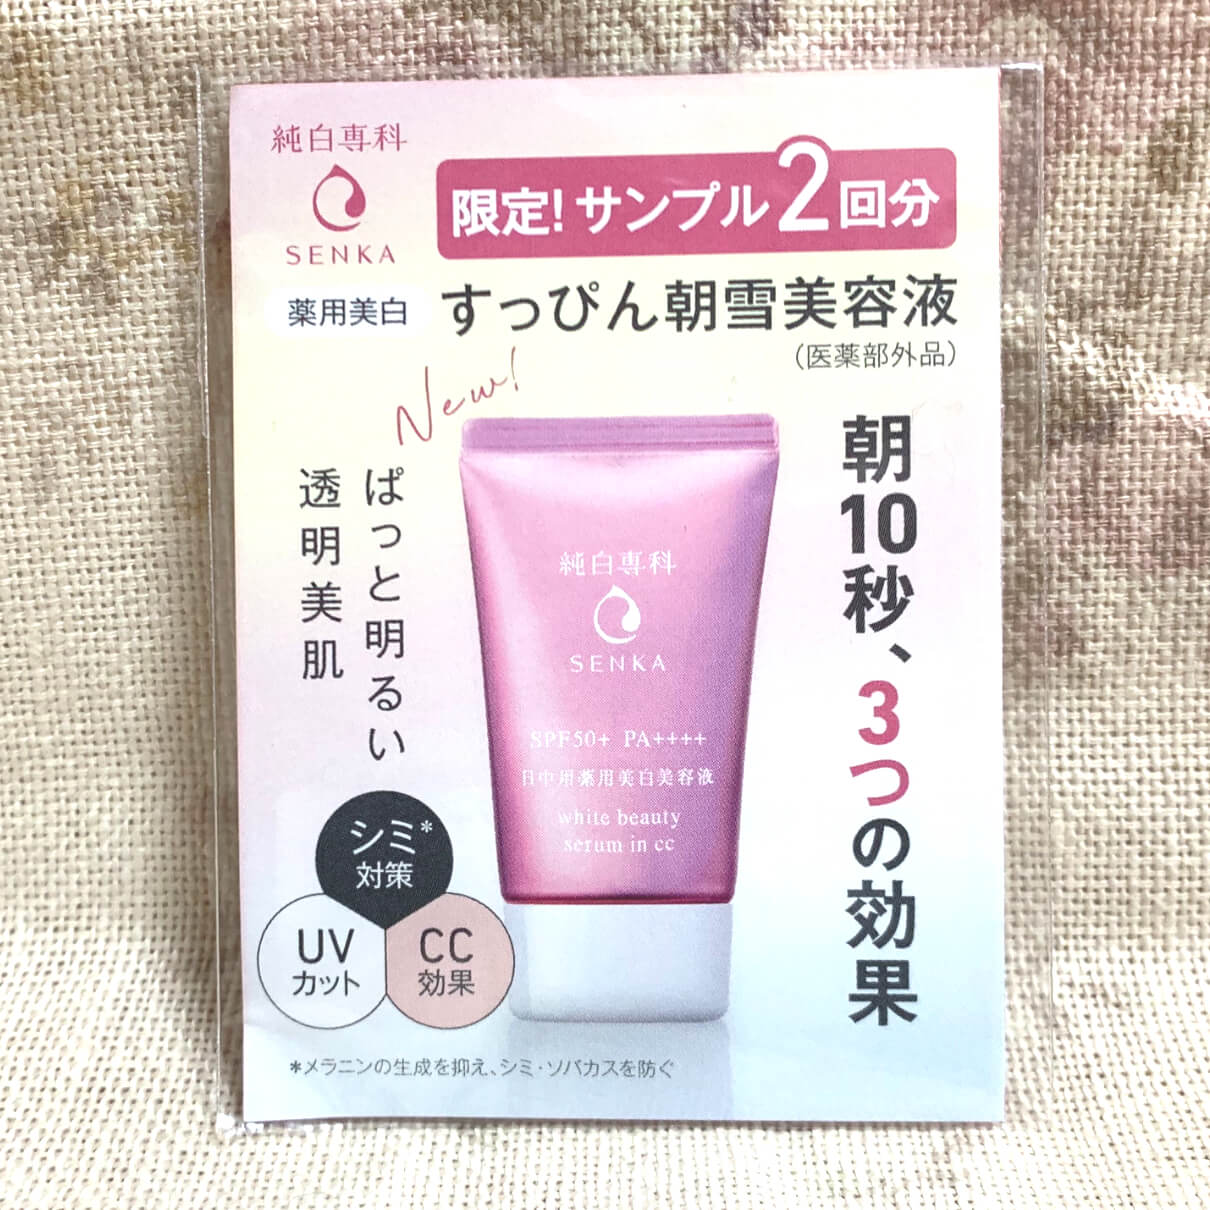 純白専科
SENKA
限定!サンプル2回分
薬用美白
すっぴん朝雪美容液
(医薬部外品)
New!
朝10秒、3つの効果
ぱっと明るい
透明美肌
純白専科
SENKA
SPF50+ PA++++
日中用薬用美白美容液
white beauty
serum in cc
シミ*
対策
UV
カット
CC
効果
*メラニンの生成を抑え、シミ・ソバカスを防ぐ